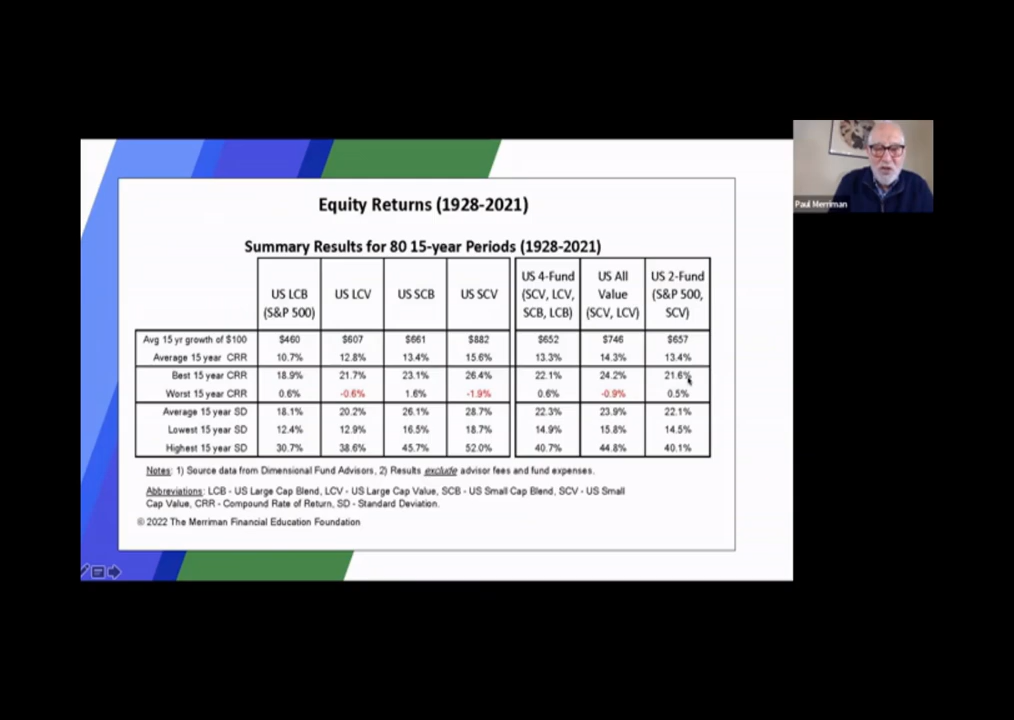 Paul Merriman
Equity Returns (1928-2021)
Summary Results for 80 15-year Periods (1928-2021)
US LCB (S&P 500) US LCV US SCB US SCV US 4-Fund (SCV, LCV, SCB, LCB) US All Value (SCV, LCV) US 2-Fund (S&P 500, SCV)
Avg 15 yr growth of $100 $460 $607 $661 $882 $652 $746 $657
Average 15 year CRR 10.7% 12.8% 13.4% 15.6% 13.3% 14.3% 13.4%
Best 15 year CRR 18.9% 21.7% 23.1% 26.4% 22.1% 24.2% 21.6%
Worst 15 year CRR 0.6% -0.6% 1.6% -1.9% 0.6% -0.9% 0.5%
Average 15 year SD 18.1% 20.2% 26.1% 28.7% 22.3% 23.9% 22.1%
Lowest 15 year SD 12.4% 12.9% 16.5% 18.7% 14.9% 15.8% 14.5%
Highest 15 year SD 30.7% 38.6% 45.7% 52.0% 40.7% 44.8% 40.1%
Notes: 1) Source data from Dimensional Fund Advisors, 2) Results exclude advisor fees and fund expenses.
Abbreviations: LCB - US Large Cap Blend, LCV - US Large Cap Value, SCB - US Small Cap Blend, SCV - US Small
Cap Value, CRR - Compound Rate of Return, SD - Standard Deviation.
© 2022 The Merriman Financial Education Foundation